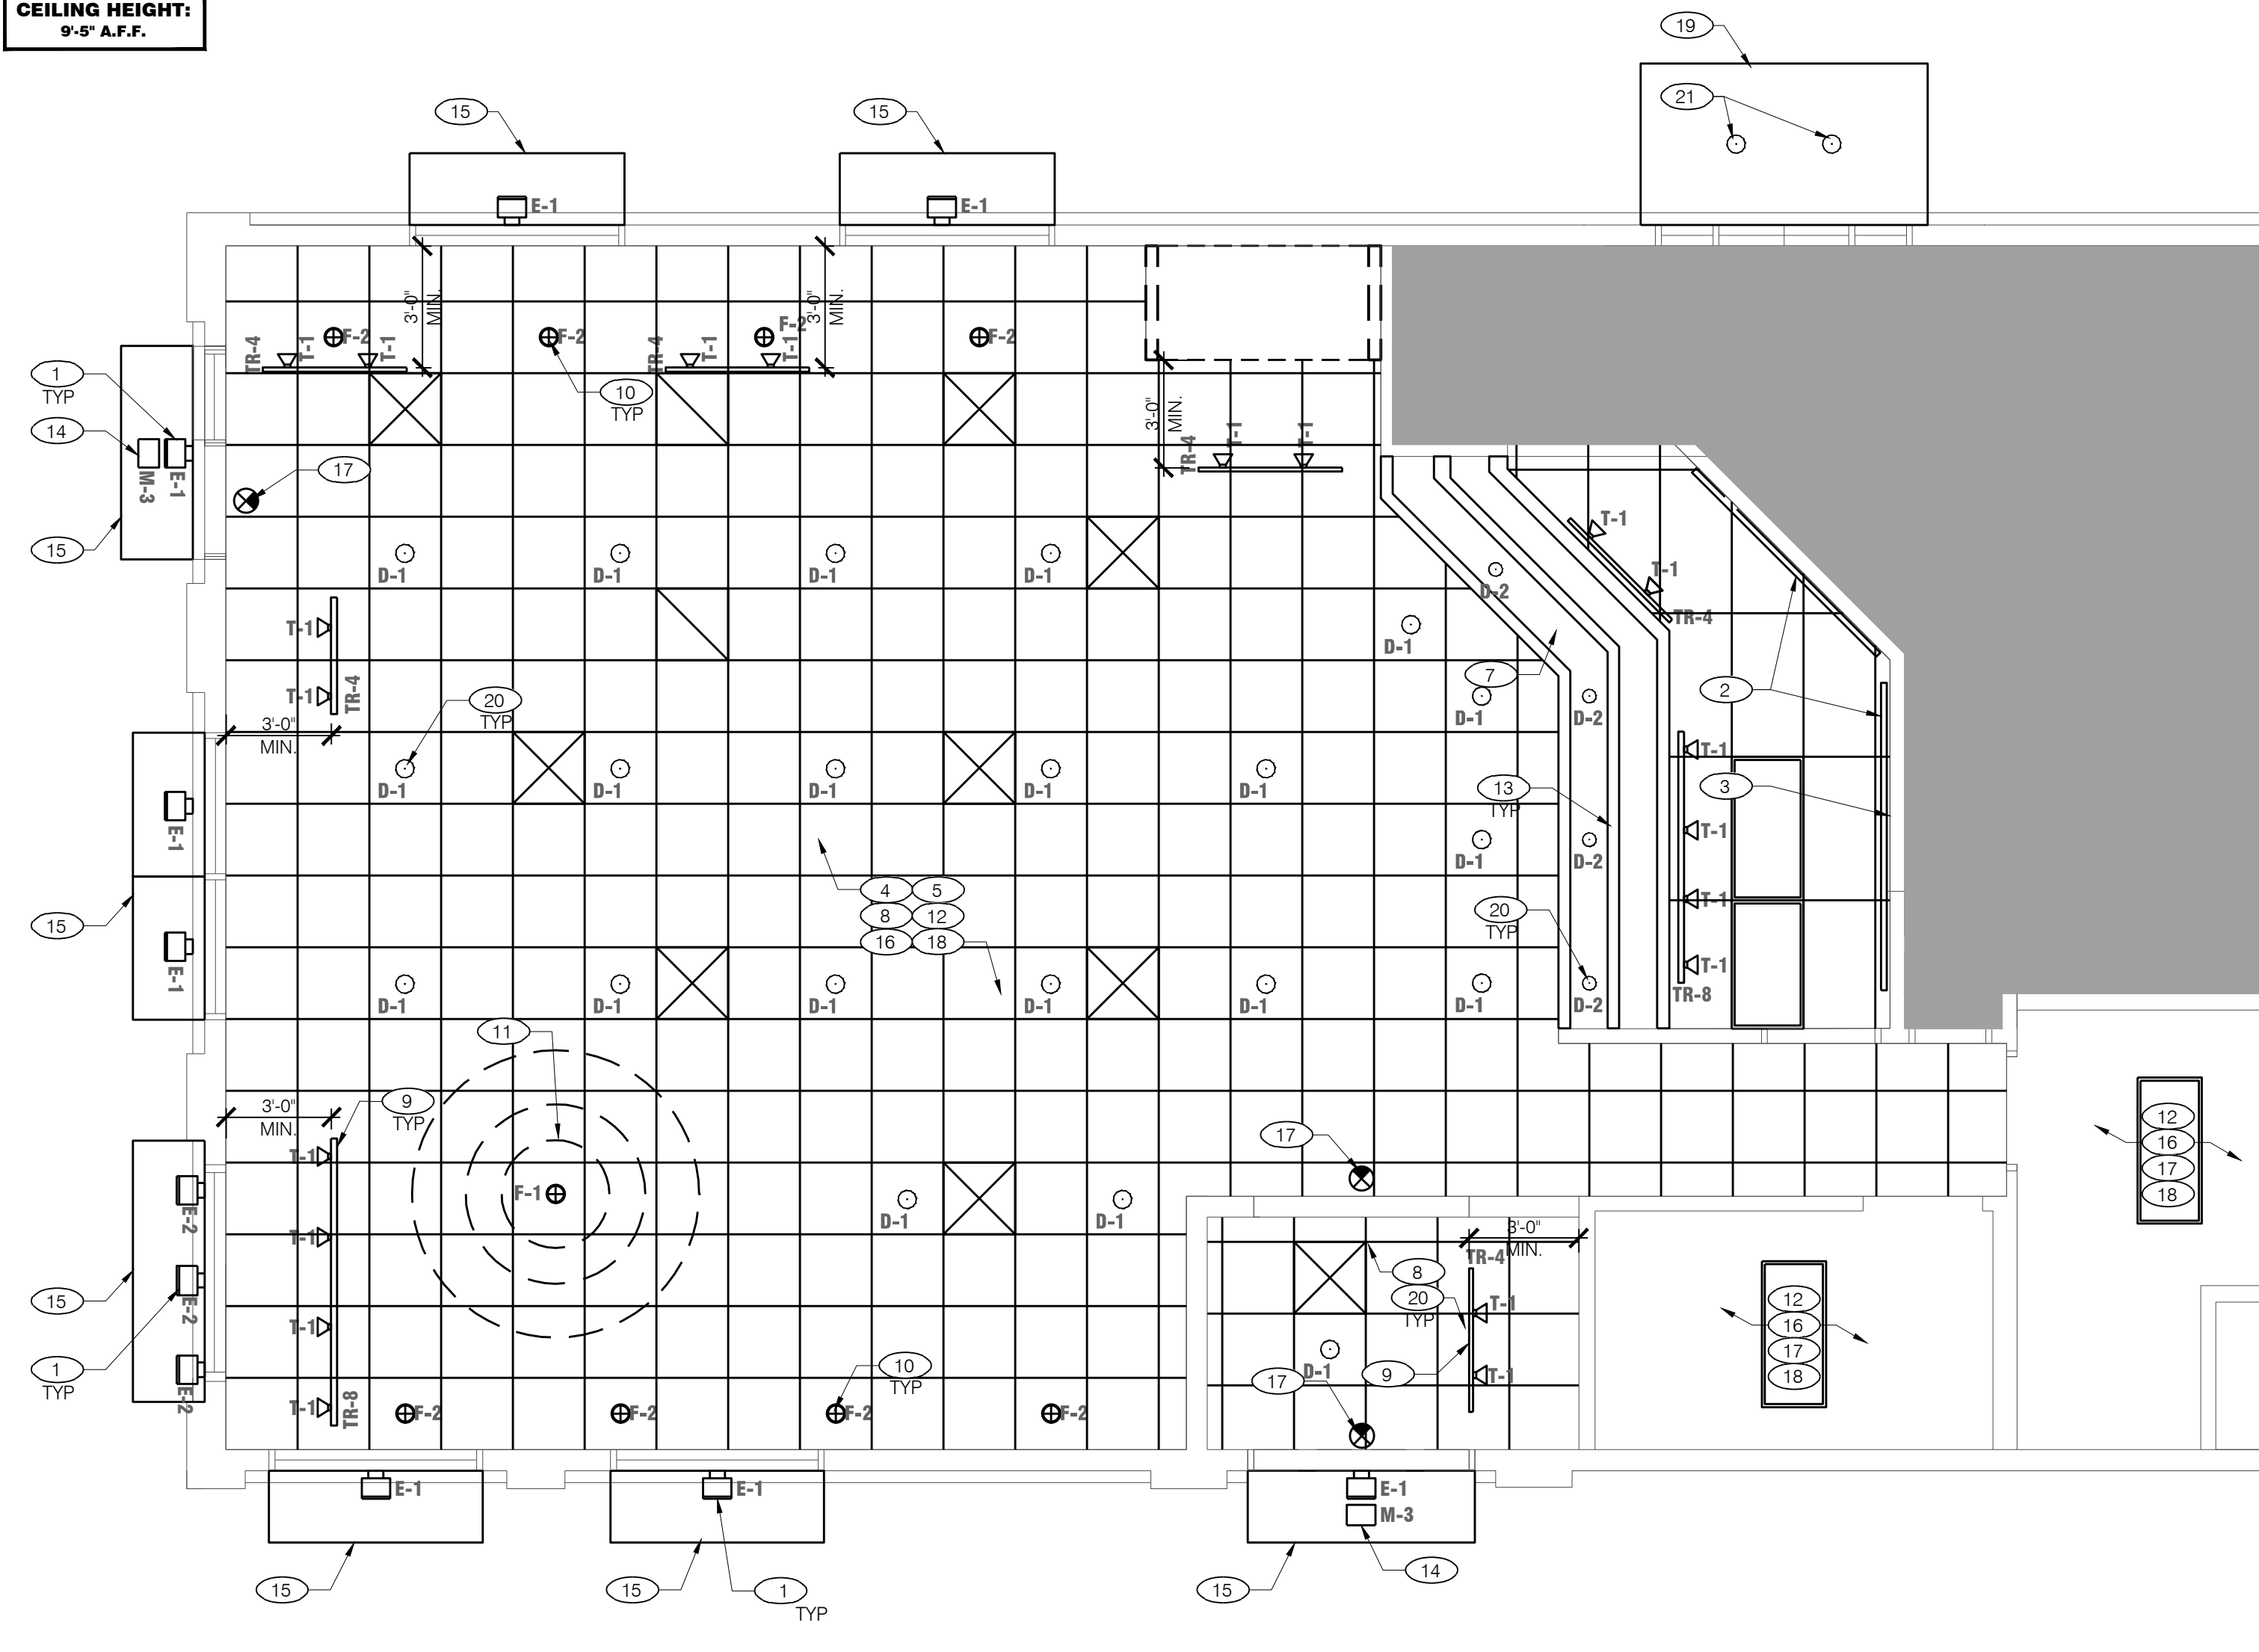 CEILING HEIGHT:
9'-5" A.F.F.
19
21
15
15
E-1
E-1
3'-0"
MIN.
3'-0"
MIN.
TR-4
T-1
F-2
T-1
F-2
TR-4
T-1
F-2
T-1
F-2
1
TYP
10
TYP
14
M-3
E-1
17
15
3'-0"
MIN.
TR-4
T-1
T-1
T-1
T-1
TR-4
D-1
D-1
D-1
D-1
D-2
D-1
T-1
T-1
TR-4
7
2
20
TYP
D-1
D-2
3'-0"
MIN.
D-1
D-1
D-1
D-1
D-1
T-1
13
TYP
3
E-1
T-1
D-1
D-2
4
5
8
12
16
18
T-1
20
TYP
15
E-1
T-1
D-1
D-1
D-1
D-1
D-1
D-1
D-2
TR-8
11
3'-0"
MIN.
9
TYP
17
12
16
17
18
T-1
F-1
E-2
T-1
D-1
D-1
3'-0"
MIN.
TR-4
8
20
TYP
T-1
12
16
17
18
15
E-2
T-1
1
TYP
E-2
T-1
TR-8
10
TYP
D-1
9
T-1
17
F-2
F-2
F-2
F-2
E-1
E-1
E-1
M-3
15
15
1
TYP
15
14